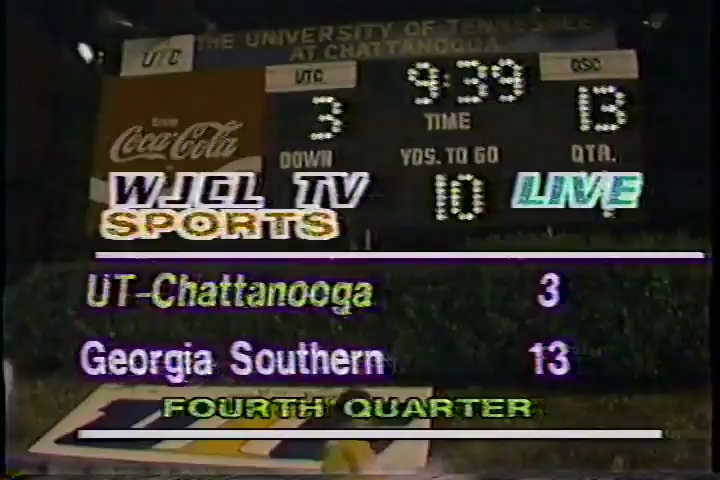 UTC THE UNIVERSITY OF TENNESSEE
AT CHATTANOOGA
UTC 9:39 GSC
3 TIME 13
Coca-Cola
DOWN YDS. TO GO QTR.
10
WJCL TV LIVE
SPORTS
UT-Chattanooga 3
Georgia Southern 13
FOURTH QUARTER